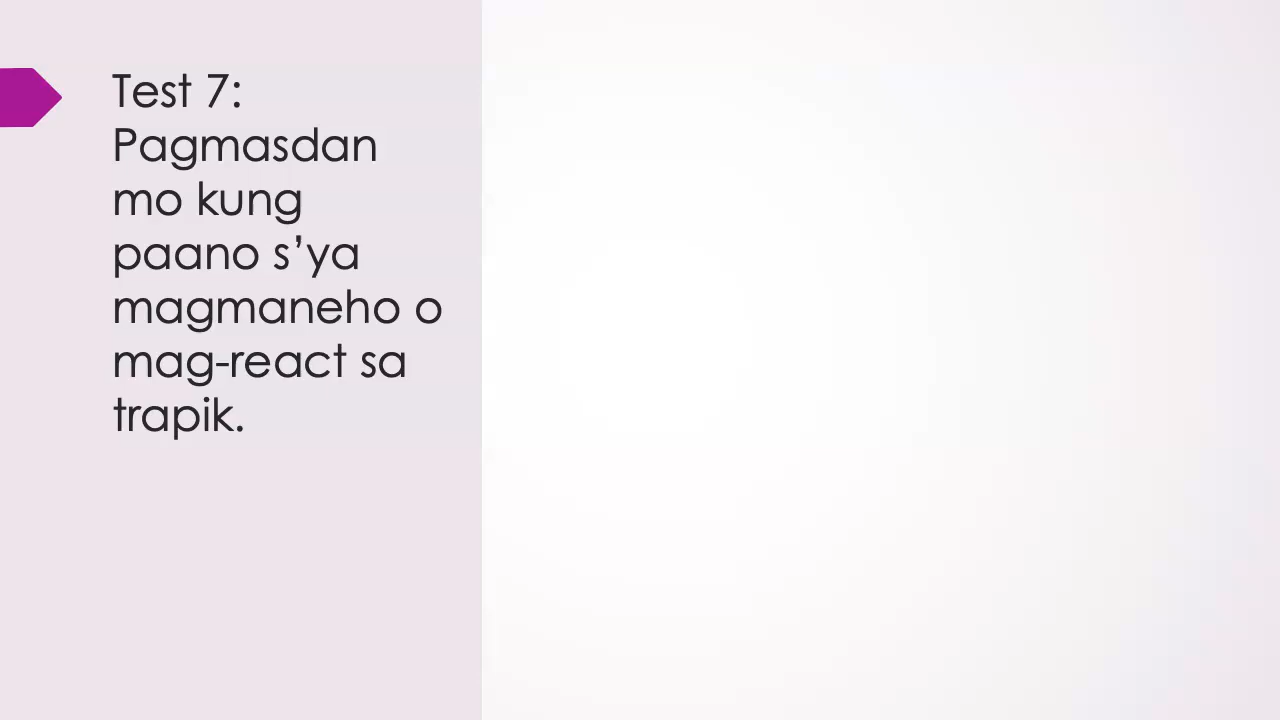 Test 7:
Pagmasdan
mo kung
paano s’ya
magmaneho o
mag-react sa
trapik.